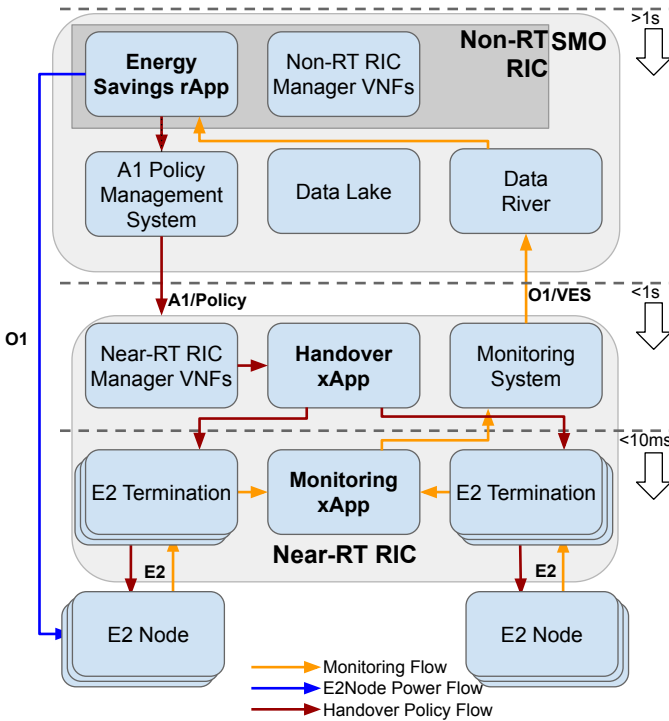 >1s
Non-RT SMO
RIC
Energy
Savings rApp
Non-RT RIC
Manager VNFs
A1 Policy
Management
System
Data Lake
Data
River
A1/Policy
O1/VES
<1s
O1
Near-RT RIC
Manager VNFs
Handover
xApp
Monitoring
System
<10ms
E2 Termination
Monitoring
xApp
E2 Termination
Near-RT RIC
E2
E2
E2 Node
E2 Node
Monitoring Flow
E2Node Power Flow
Handover Policy Flow